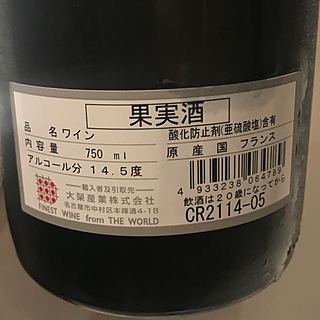 果実酒
品 名 ワイン 酸化防止剤(亜硫酸塩)含有
内容量 750 ml 原産国 フランス
アルコール分 14.5度
4 933238 06478
輸入者及引取先
大榮産業株式会社
名古屋市中村区本陣通4-18
FINEST WINE from THE WORLD
飲酒は20歳になってから
CR2114-05